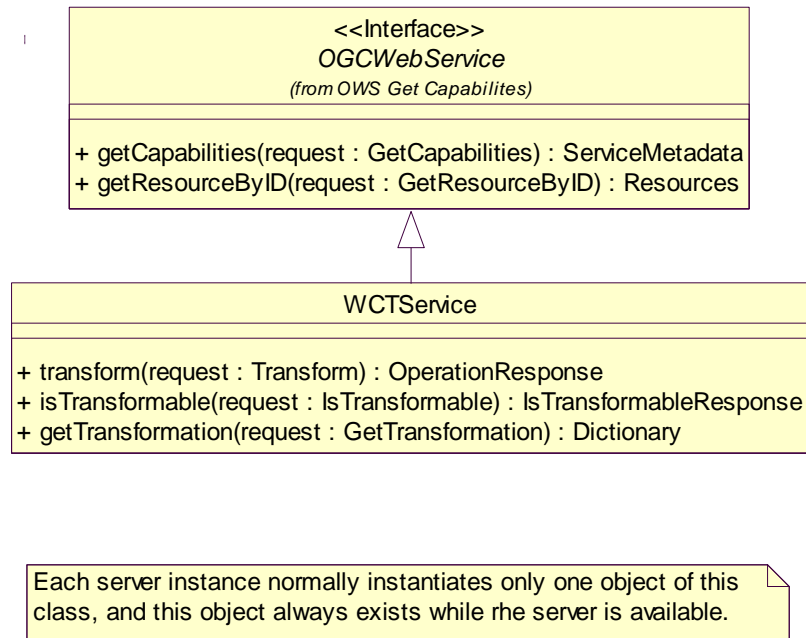 <<Interface>>
OGCWebService
(from OWS Get Capabilites)
+ getCapabilities(request : GetCapabilities) : ServiceMetadata
+ getResourceByID(request : GetResourceByID) : Resources
WCTService
+ transform(request : Transform) : OperationResponse
+ isTransformable(request : IsTransformable) : IsTransformableResponse
+ getTransformation(request : GetTransformation) : Dictionary
Each server instance normally instantiates only one object of this
class, and this object always exists while rhe server is available.